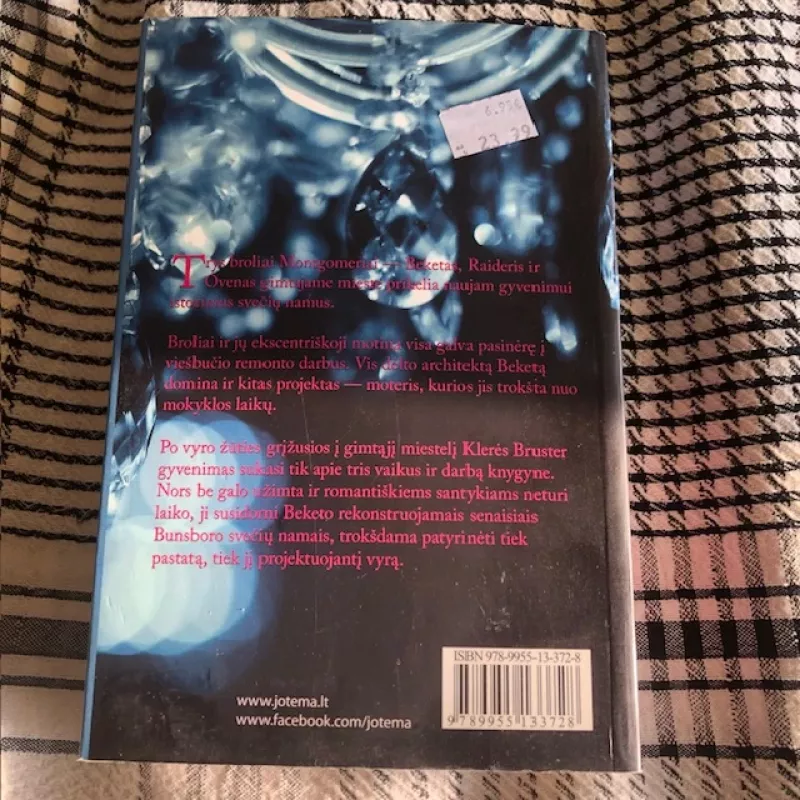 6.95€
23.79
Trys broliai Montgomeriai — Beketas, Raideris ir
Ovenas gimtajame mieste prikelia naujam gyvenimui
istorinius svečių namus.
Broliai ir jų ekscentriškoji motina visa galva pasinėrę į
viešbučio remonto darbus. Vis dėlto architektą Beketą
domina ir kitas projektas — moteris, kurios jis trokšta nuo
mokyklos laikų.
Po vyro žūties grįžusios į gimtąjį miestelį Klerės Bruster
gyvenimas sukasi tik apie tris vaikus ir darbą knygyne.
Nors be galo užimta ir romantiškiems santykiams neturi
laiko, ji susidomi Beketo rekonstruojamais senaisiais
Bunsboro svečių namais, trokšdama patyrinėti tiek
pastatą, tiek jį projektuojantį vyrą.
ISBN 978-9955-13-372-8
www.jotema.lt
www.facebook.com/jotema
9 789955 133728